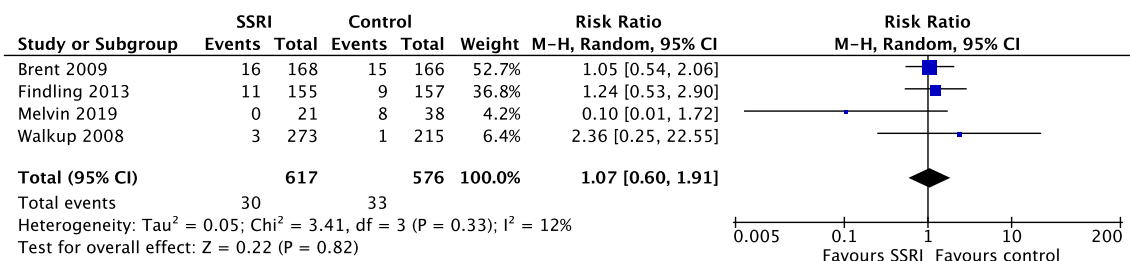 SSRI Control Risk Ratio Risk Ratio
Study or Subgroup Events Total Events Total Weight M-H, Random, 95% CI M-H, Random, 95% CI
Brent 2009 16 168 15 166 52.7% 1.05 [0.54, 2.06]
Findling 2013 11 155 9 157 36.8% 1.24 [0.53, 2.90]
Melvin 2019 0 21 8 38 4.2% 0.10 [0.01, 1.72]
Walkup 2008 3 273 1 215 6.4% 2.36 [0.25, 22.55]
Total (95% CI) 617 576 100.0% 1.07 [0.60, 1.91]
Total events 30 33
Heterogeneity: Tau² = 0.05; Chi² = 3.41, df = 3 (P = 0.33); I² = 12%
Test for overall effect: Z = 0.22 (P = 0.82)
0.005 0.1 1 10 200
Favours SSRI Favours control